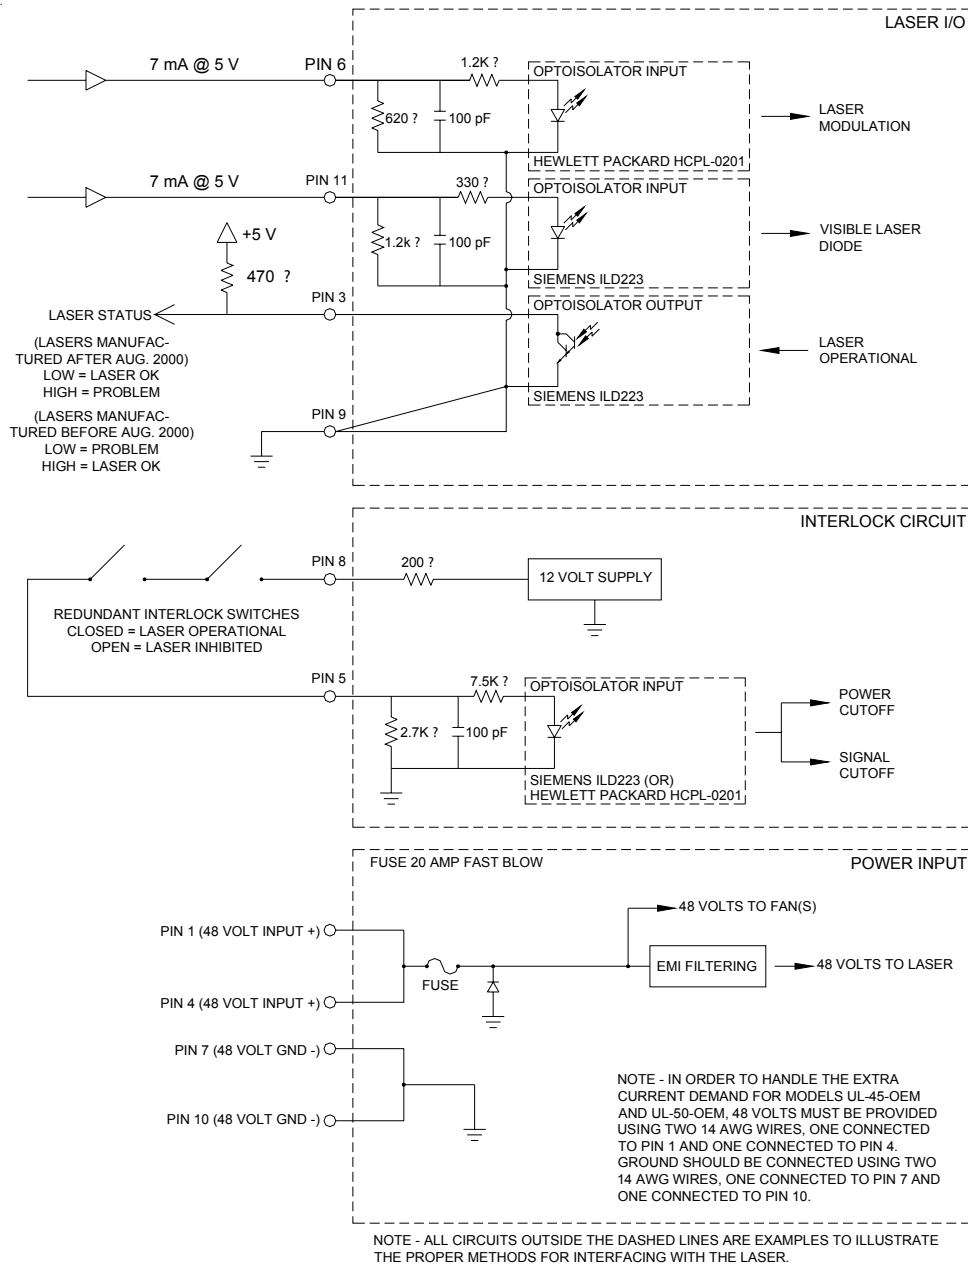 LASER I/O
7 mA @ 5 V
PIN 6
1.2K ?
OPTOISOLATOR INPUT
620 ?
100 pF
LASER
MODULATION
HEWLETT PACKARD HCPL-0201
7 mA @ 5 V
PIN 11
330 ?
OPTOISOLATOR INPUT
1.2k ?
100 pF
VISIBLE LASER
DIODE
SIEMENS ILD223
+5 V
470 ?
PIN 3
OPTOISOLATOR OUTPUT
LASER STATUS
LASER
OPERATIONAL
SIEMENS ILD223
(LASERS MANUFAC-
TURED AFTER AUG. 2000)
LOW = LASER OK
HIGH = PROBLEM
PIN 9
(LASERS MANUFAC-
TURED BEFORE AUG. 2000)
LOW = PROBLEM
HIGH = LASER OK
INTERLOCK CIRCUIT
PIN 8
200 ?
12 VOLT SUPPLY
REDUNDANT INTERLOCK SWITCHES
CLOSED = LASER OPERATIONAL
OPEN = LASER INHIBITED
PIN 5
7.5K ?
OPTOISOLATOR INPUT
2.7K ?
100 pF
POWER
CUTOFF
SIGNAL
CUTOFF
SIEMENS ILD223 (OR)
HEWLETT PACKARD HCPL-0201
FUSE 20 AMP FAST BLOW
POWER INPUT
48 VOLTS TO FAN(S)
PIN 1 (48 VOLT INPUT +)
FUSE
EMI FILTERING
48 VOLTS TO LASER
PIN 4 (48 VOLT INPUT +)
PIN 7 (48 VOLT GND -)
PIN 10 (48 VOLT GND -)
NOTE - IN ORDER TO HANDLE THE EXTRA
CURRENT DEMAND FOR MODELS UL-45-OEM
AND UL-50-OEM, 48 VOLTS MUST BE PROVIDED
USING TWO 14 AWG WIRES, ONE CONNECTED
TO PIN 1 AND ONE CONNECTED TO PIN 4.
GROUND SHOULD BE CONNECTED USING TWO
14 AWG WIRES, ONE CONNECTED TO PIN 7 AND
ONE CONNECTED TO PIN 10.
NOTE - ALL CIRCUITS OUTSIDE THE DASHED LINES ARE EXAMPLES TO ILLUSTRATE
THE PROPER METHODS FOR INTERFACING WITH THE LASER.